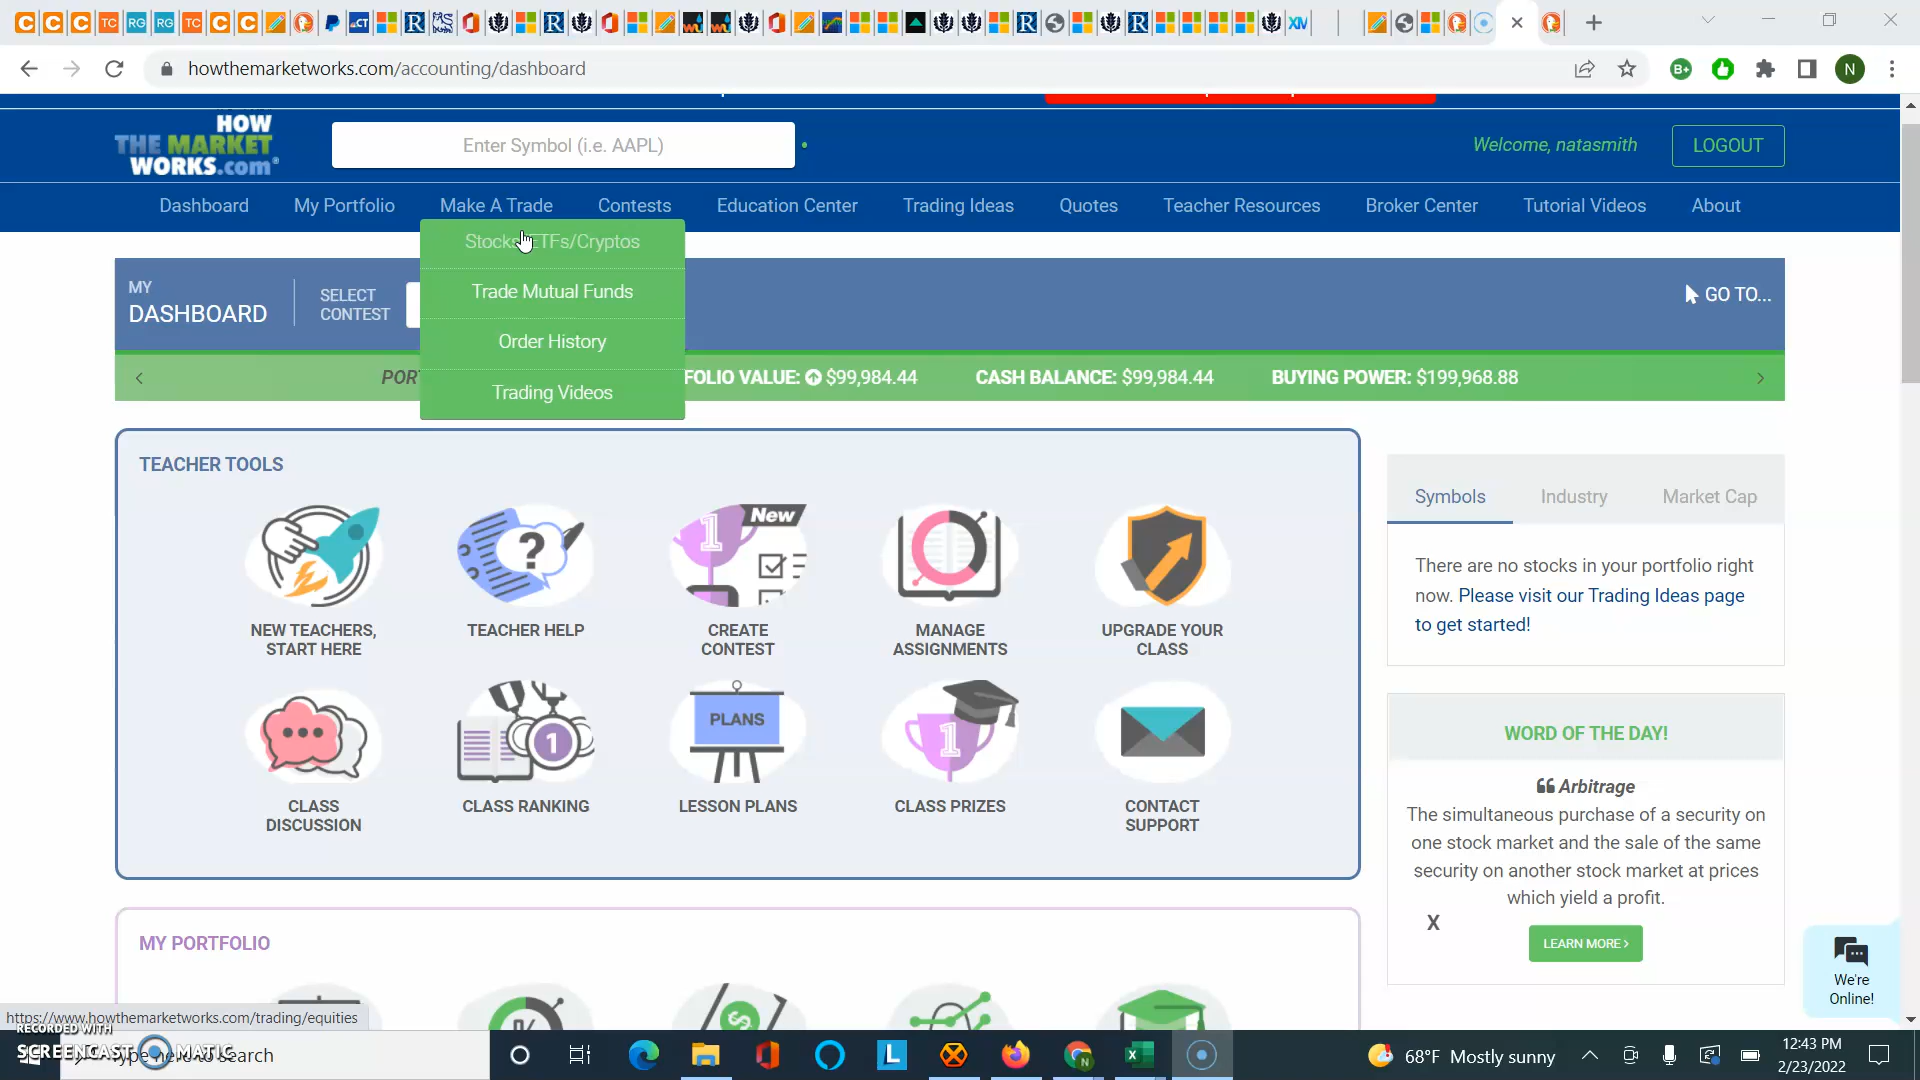 howthemarketworks.com/accounting/dashboard
N
HOW
THE MARKET
WORKS.com
Enter Symbol (i.e. AAPL)
Welcome, natasmith
LOGOUT
Dashboard My Portfolio Make A Trade Contests Education Center Trading Ideas Quotes Teacher Resources Broker Center Tutorial Videos About
Stocks/ETFs/Cryptos
Trade Mutual Funds
Order History
Trading Videos
MY
DASHBOARD
SELECT
CONTEST
GO TO...
PORT
FOLIO VALUE: $99,984.44 CASH BALANCE: $99,984.44 BUYING POWER: $199,968.88
TEACHER TOOLS
New
NEW TEACHERS,
START HERE
TEACHER HELP
CREATE
CONTEST
MANAGE
ASSIGNMENTS
UPGRADE YOUR
CLASS
PLANS
CLASS
DISCUSSION
CLASS RANKING
LESSON PLANS
CLASS PRIZES
CONTACT
SUPPORT
MY PORTFOLIO
Symbols Industry Market Cap
There are no stocks in your portfolio right
now. Please visit our Trading Ideas page
to get started!
WORD OF THE DAY!
Arbitrage
The simultaneous purchase of a security on
one stock market and the sale of the same
security on another stock market at prices
which yield a profit.
X
LEARN MORE >
We're
Online!
https://www.howthemarketworks.com/trading/equities
RECORDED WITH
SCREENCAST MATIC
Type here to search
68°F Mostly sunny
12:43 PM
2/23/2022